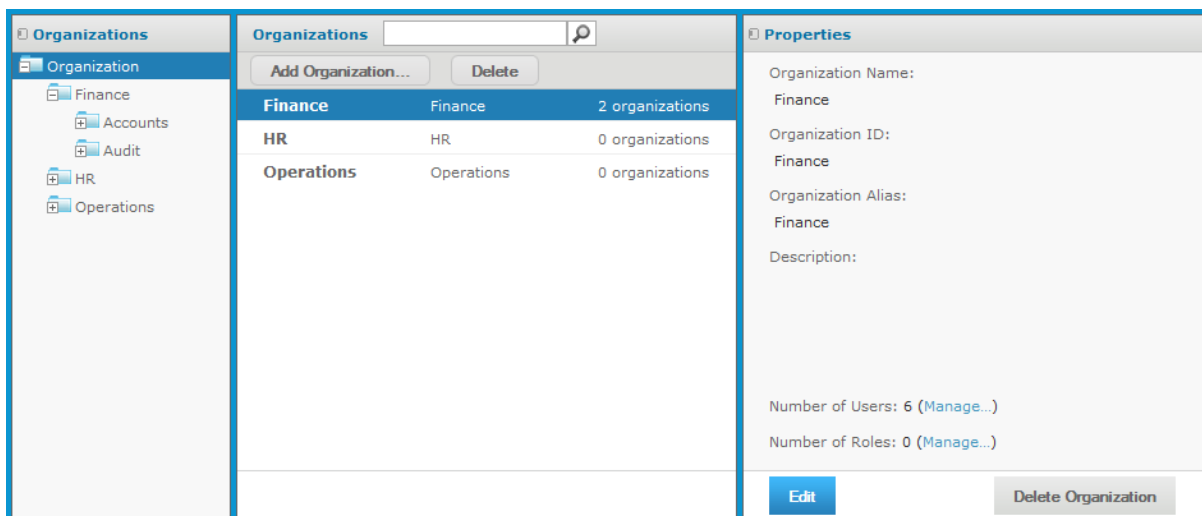 Organizations
Organization
Finance
Accounts
Audit
HR
Operations
Organizations
Add Organization... Delete
Finance Finance 2 organizations
HR HR 0 organizations
Operations Operations 0 organizations
Properties
Organization Name:
Finance
Organization ID:
Finance
Organization Alias:
Finance
Description:
Number of Users: 6 (Manage...)
Number of Roles: 0 (Manage...)
Edit Delete Organization